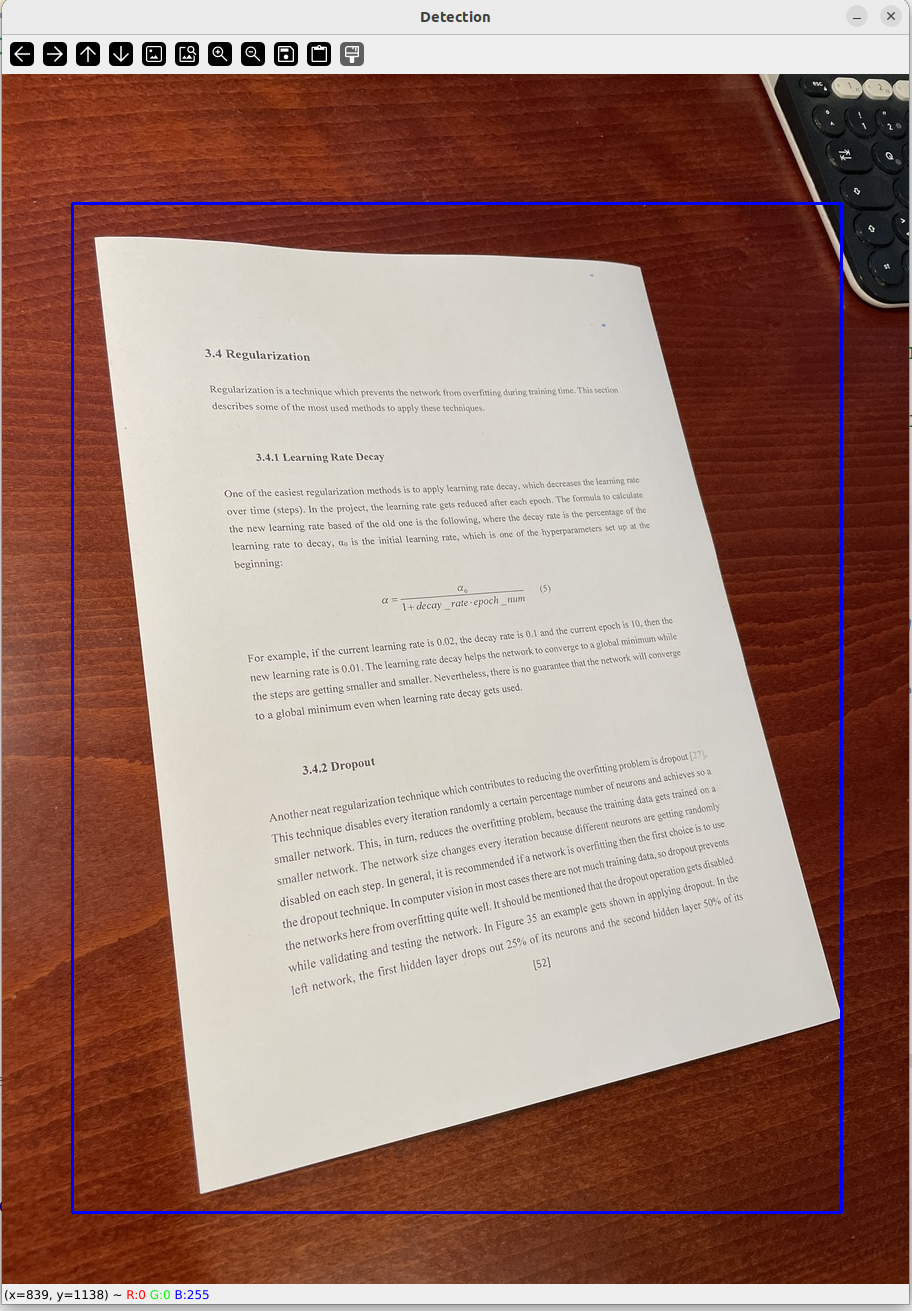 Detection
esc
1
2
!
1
"
2
Q
3.4 Regularization
Regularization is a technique which prevents the network from overfitting during training time. This section
describes some of the most used methods to apply these techniques.
3.4.1 Learning Rate Decay
One of the easiest regularization methods is to apply learning rate decay, which decreases the learning rate
over time (steps). In the project, the learning rate gets reduced after each epoch. The formula to calculate
the new learning rate based of the old one is the following, where the decay rate is the percentage of the
learning rate to decay, α₀ is the initial learning rate, which is one of the hyperparameters set up at the
beginning:
α = α₀ / 1+decay _rate·epoch _num (5)
For example, if the current learning rate is 0.02, the decay rate is 0.1 and the current epoch is 10, then the
new learning rate is 0.01. The learning rate decay helps the network to converge to a global minimum while
the steps are getting smaller and smaller. Nevertheless, there is no guarantee that the network will converge
to a global minimum even when learning rate decay gets used.
3.4.2 Dropout
Another neat regularization technique which contributes to reducing the overfitting problem is dropout [27].
This technique disables every iteration randomly a certain percentage number of neurons and achieves so a
smaller network. This, in turn, reduces the overfitting problem, because the training data gets trained on a
smaller network. The network size changes every iteration because different neurons are getting randomly
disabled on each step. In general, it is recommended if a network is overfitting then the first choice is to use
the dropout technique. In computer vision in most cases there are not much training data, so dropout prevents
the networks here from overfitting quite well. It should be mentioned that the dropout operation gets disabled
while validating and testing the network. In Figure 35 an example gets shown in applying dropout. In the
left network, the first hidden layer drops out 25% of its neurons and the second hidden layer 50% of its
[52]
(x=839, y=1138) ~ R:0 G:0 B:255